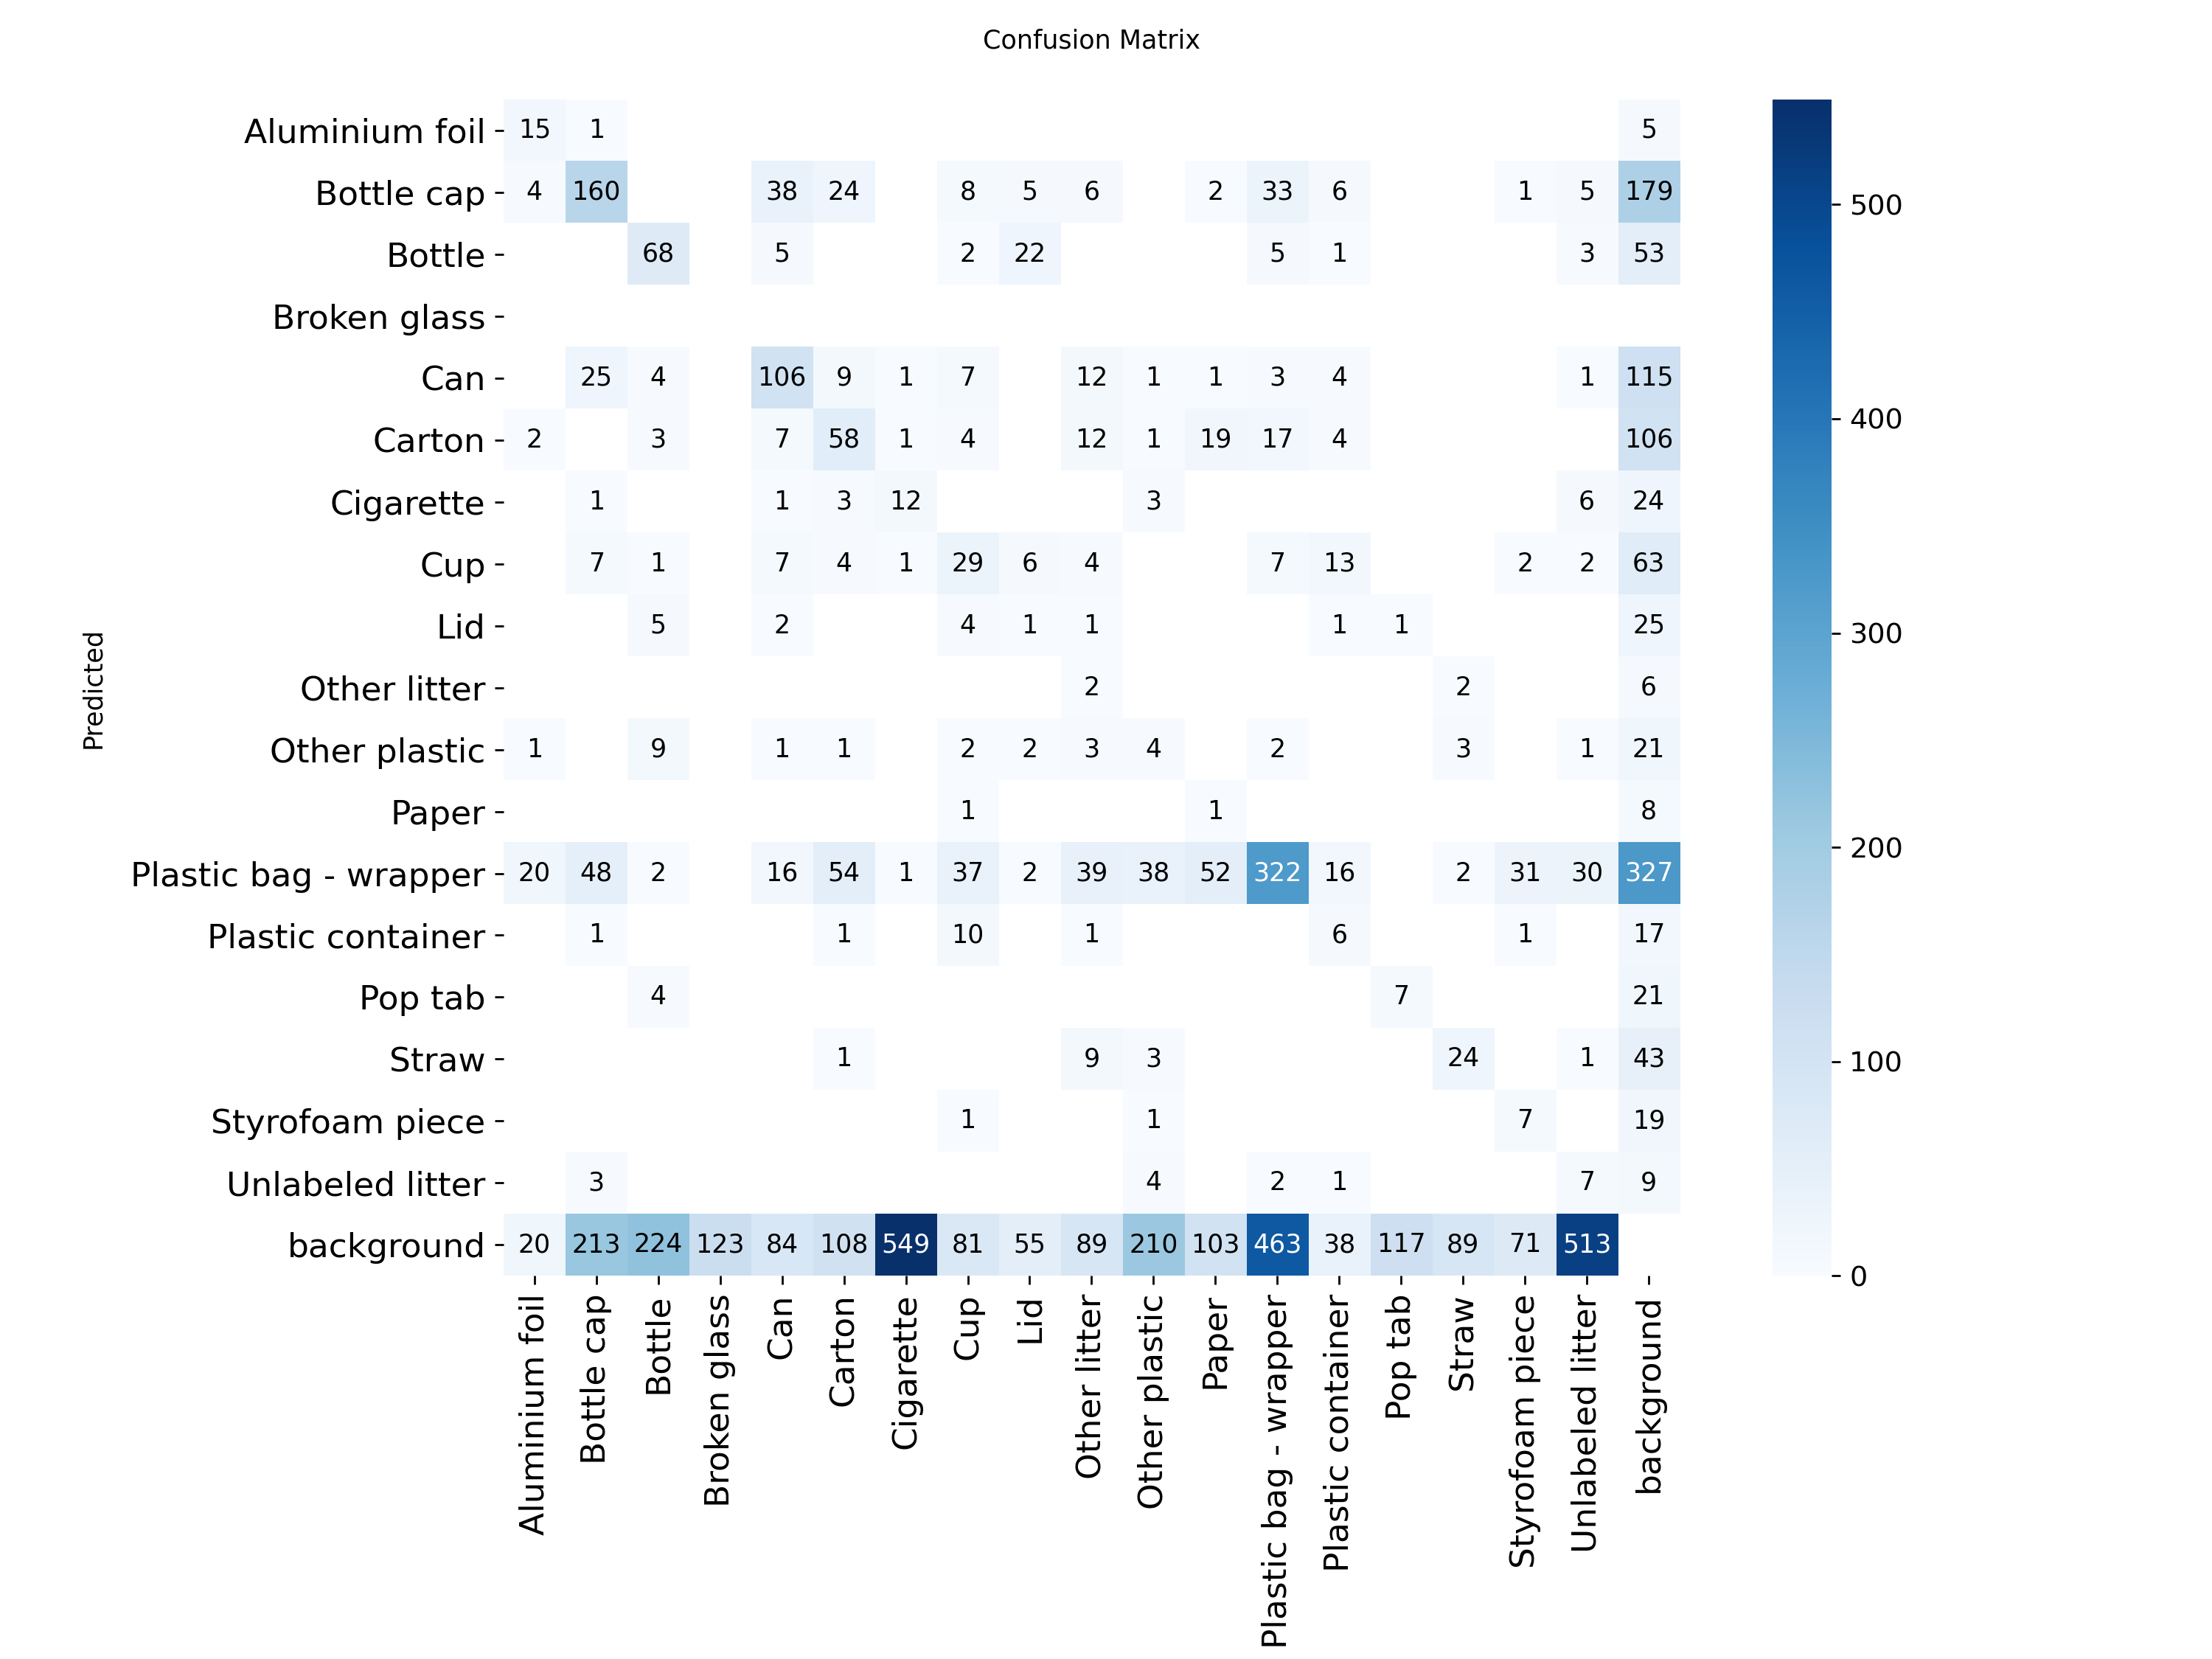 Confusion Matrix
Aluminium foil 15 1 5
Bottle cap 4 160 38 24 8 5 6 2 33 6 1 5 179
500
Bottle 68 5 2 22 5 1 3 53
Broken glass
Can 25 4 106 9 1 7 12 1 1 3 4 1 115
400
Carton 2 3 7 58 1 4 12 1 19 17 4 106
Cigarette 1 1 3 12 3 6 24
Cup 7 1 7 4 1 29 6 4 7 13 2 2 63
Lid 5 2 4 1 1 1 1 25
300
Predicted
Other litter 2 2 6
Other plastic 1 9 1 1 2 2 3 4 2 3 1 21
Paper 1 1 8
200
Plastic bag - wrapper 20 48 2 16 54 1 37 2 39 38 52 322 16 2 31 30 327
Plastic container 1 1 10 1 6 1 17
Pop tab 4 7 21
Straw 1 9 3 24 1 43
100
Styrofoam piece 1 1 7 19
Unlabeled litter 3 4 2 1 7 9
background 20 213 224 123 84 108 549 81 55 89 210 103 463 38 117 89 71 513
0
Aluminium foil
Bottle cap
Bottle
Broken glass
Can
Carton
Cigarette
Cup
Lid
Other litter
Other plastic
Paper
Plastic bag - wrapper
Plastic container
Pop tab
Straw
Styrofoam piece
Unlabeled litter
background